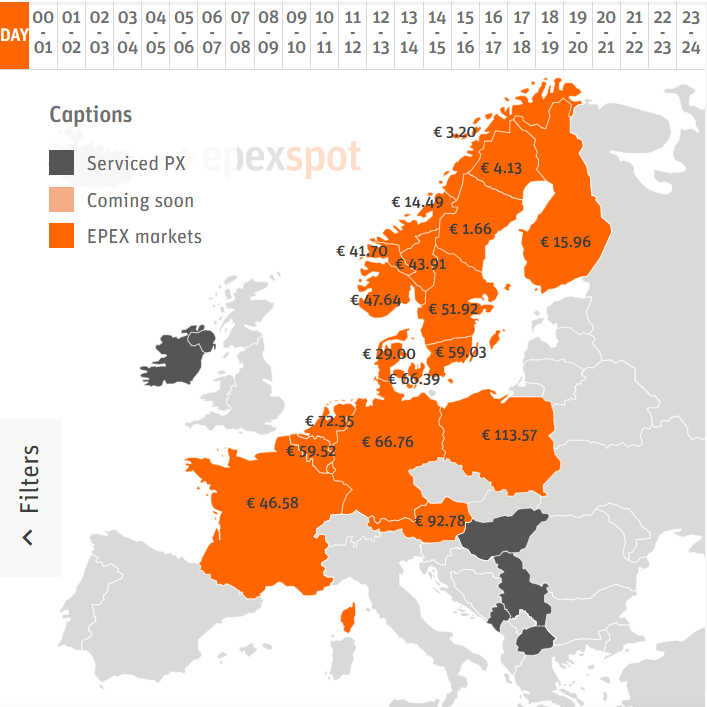 DAY
00 - 01
01 - 02
02 - 03
03 - 04
04 - 05
05 - 06
06 - 07
07 - 08
08 - 09
09 - 10
10 - 11
11 - 12
12 - 13
13 - 14
14 - 15
15 - 16
16 - 17
17 - 18
18 - 19
19 - 20
20 - 21
21 - 22
22 - 23
23 - 24
Captions
epexspot
Serviced PX
Coming soon
EPEX markets
€ 3.20
€ 4.13
€ 14.49
€ 1.66
€ 15.96
€ 41.70
€ 43.91
€ 47.64
€ 51.92
€ 29.00
€ 59.03
€ 66.39
€ 72.35
€ 66.76
€ 113.57
€ 59.52
€ 46.58
€ 92.78
Filters